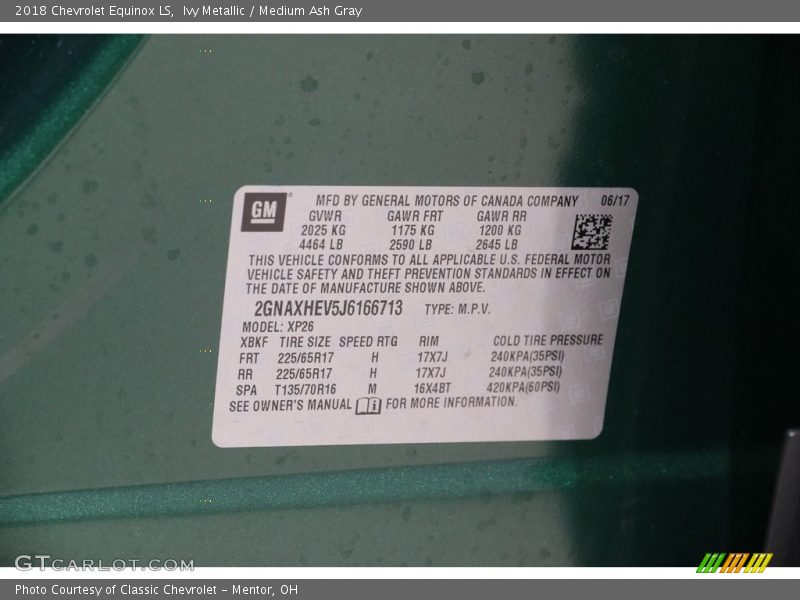 2018 Chevrolet Equinox LS,  Ivy Metallic / Medium Ash Gray
GM
MFD BY GENERAL MOTORS OF CANADA COMPANY 06/17
GVWR GAWR FRT GAWR RR
2025 KG 1175 KG 1200 KG
4464 LB 2590 LB 2645 LB
THIS VEHICLE CONFORMS TO ALL APPLICABLE U.S. FEDERAL MOTOR
VEHICLE SAFETY AND THEFT PREVENTION STANDARDS IN EFFECT ON
THE DATE OF MANUFACTURE SHOWN ABOVE.
2GNAXHEV5J6166713 TYPE: M.P.V.
MODEL: XP26
XBKF TIRE SIZE SPEED RTG RIM COLD TIRE PRESSURE
FRT 225/65R17 H 17X7J 240KPA(35PSI)
RR 225/65R17 H 17X7J 240KPA(35PSI)
SPA T135/70R16 M 16X4BT 420KPA(60PSI)
SEE OWNER'S MANUAL i FOR MORE INFORMATION.
GTCARLOT.COM
Photo Courtesy of Classic Chevrolet - Mentor, OH